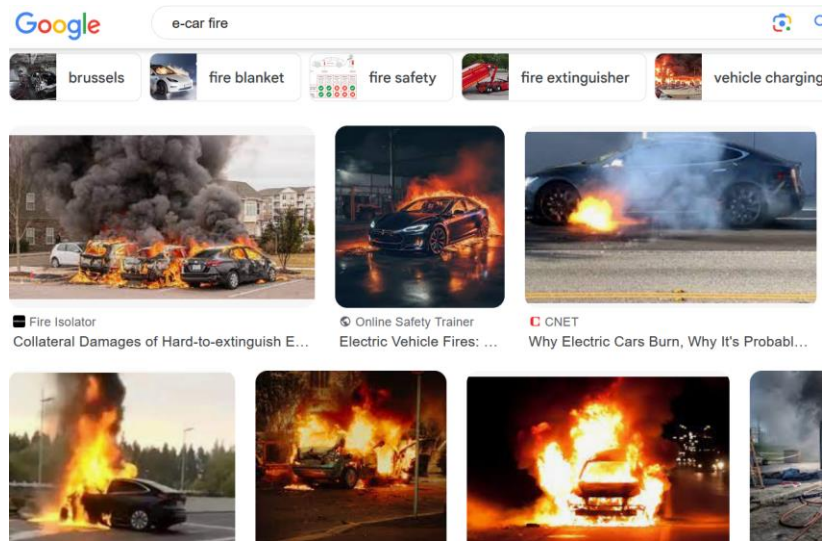 Google
e-car fire
brussels
fire blanket
fire safety
fire extinguisher
vehicle charging
Fire Isolator
Collateral Damages of Hard-to-extinguish E...
Online Safety Trainer
Electric Vehicle Fires: ...
CNET
Why Electric Cars Burn, Why It's Probabl...